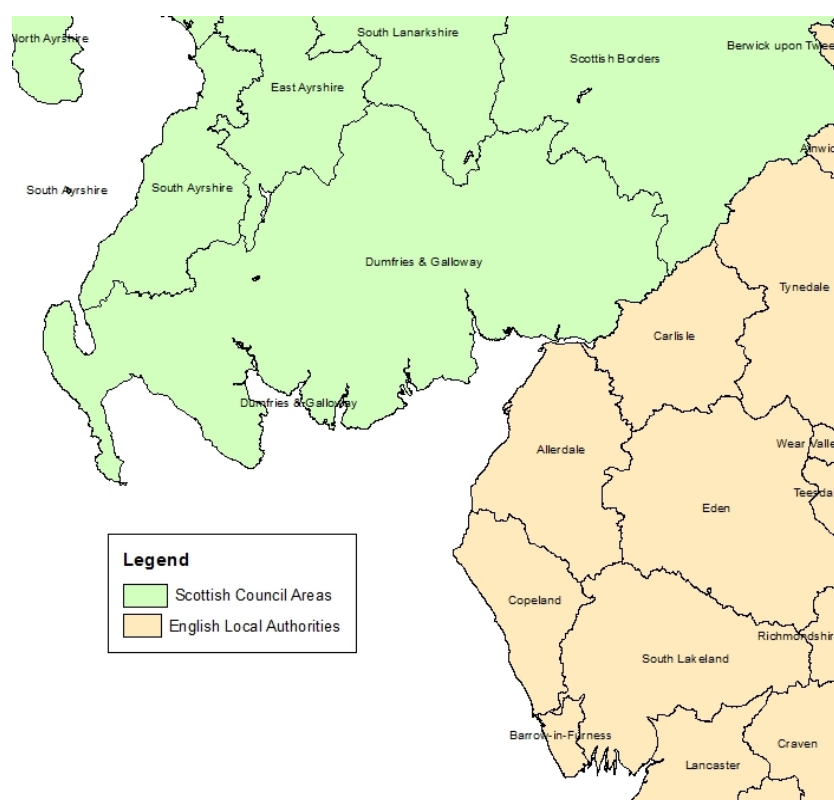 North Ayrshire
South Lanarkshire
Scottish Borders
Berwick upon Twee
East Ayrshire
Alnwic
South Ayrshire
South Ayrshire
Dumfries & Galloway
Tynedale
Carlisle
Dumfries & Galloway
Allerdale
Wear Valle
Teesda
Eden
Legend
Scottish Council Areas
English Local Authorities
Copeland
Richmondshir
South Lakeland
Barrow-in-Furness
Craven
Lancaster